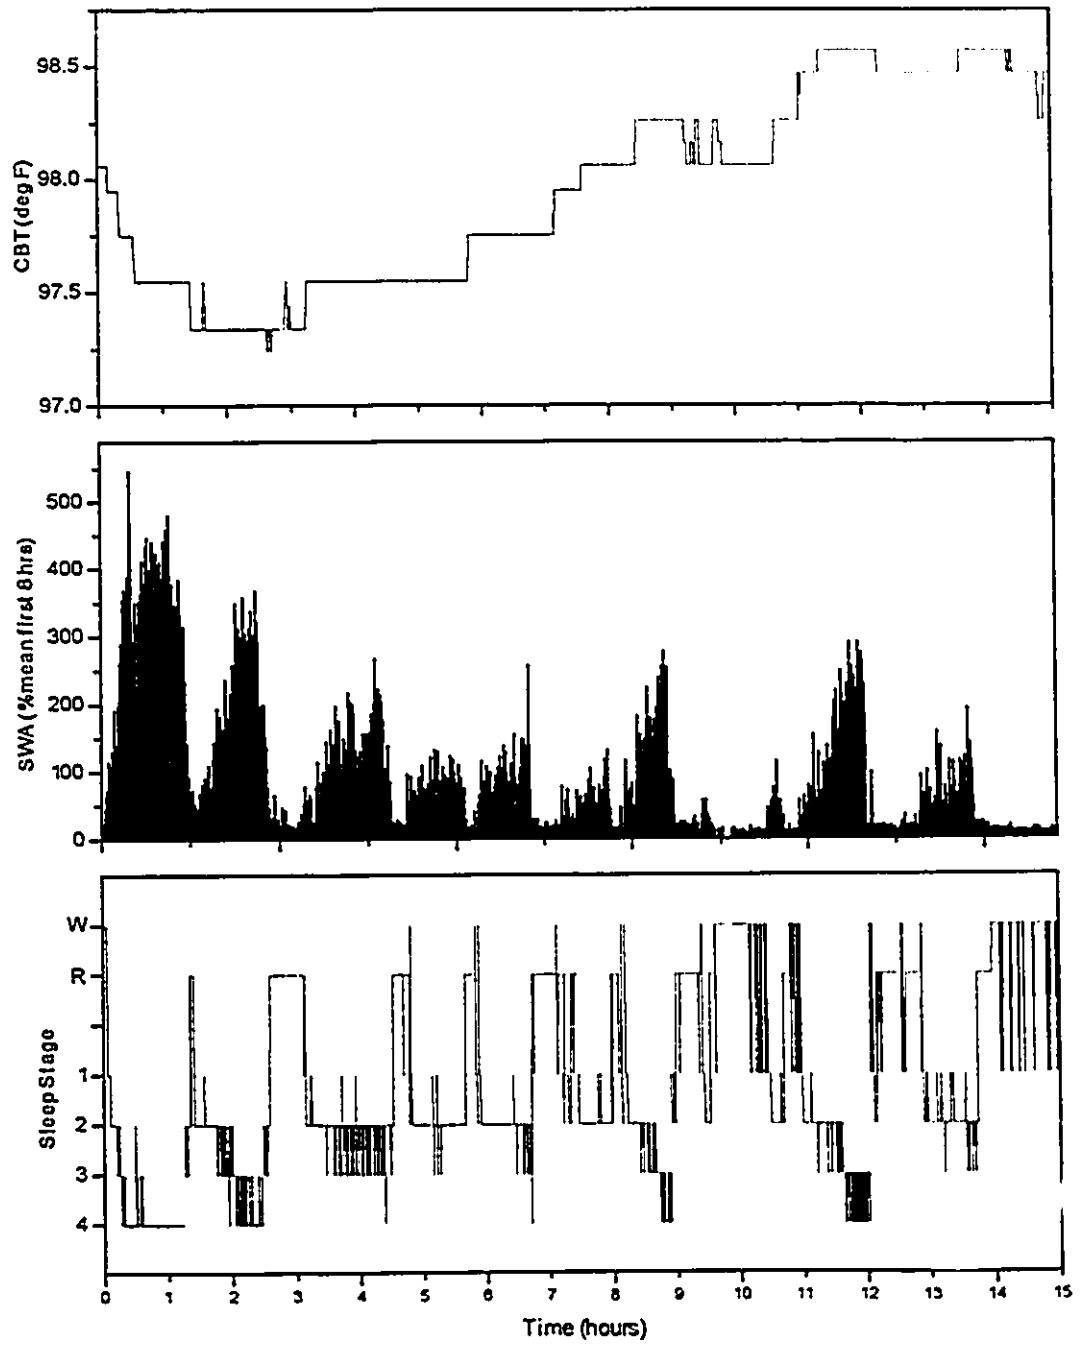 98.5
98.0
97.5
97.0
CBT (deg F)
500
400
300
200
100
0
SWA (% mean first 8 hrs)
W
R
1
2
3
4
Sleep Stage
0 1 2 3 4 5 6 7 8 9 10 11 12 13 14 15
Time (hours)